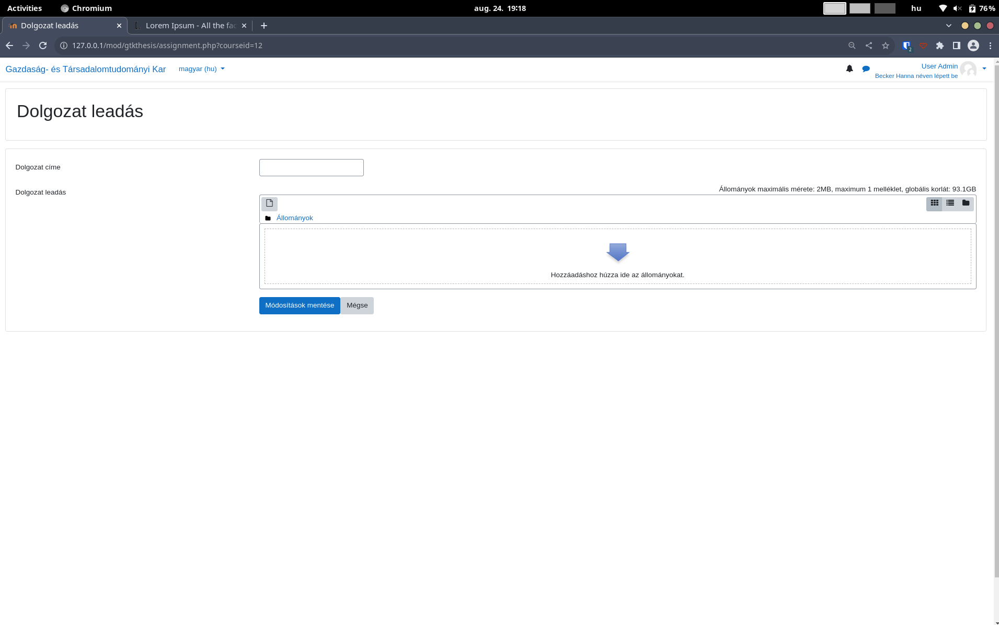 Activities Chromium aug. 24. 19:18 hu 76 %
Dolgozat leadás Lorem Ipsum - All the fac
127.0.0.1/mod/gtkthesis/assignment.php?courseid=12 2
Gazdaság- és Társadalomtudományi Kar magyar (hu) User Admin
Becker Hanna néven lépett be
Dolgozat leadás
Dolgozat címe
Dolgozat leadás
Állományok maximális mérete: 2MB, maximum 1 melléklet, globális korlát: 93.1GB
Állományok
Hozzáadáshoz húzza ide az állományokat.
Módosítások mentése Mégse